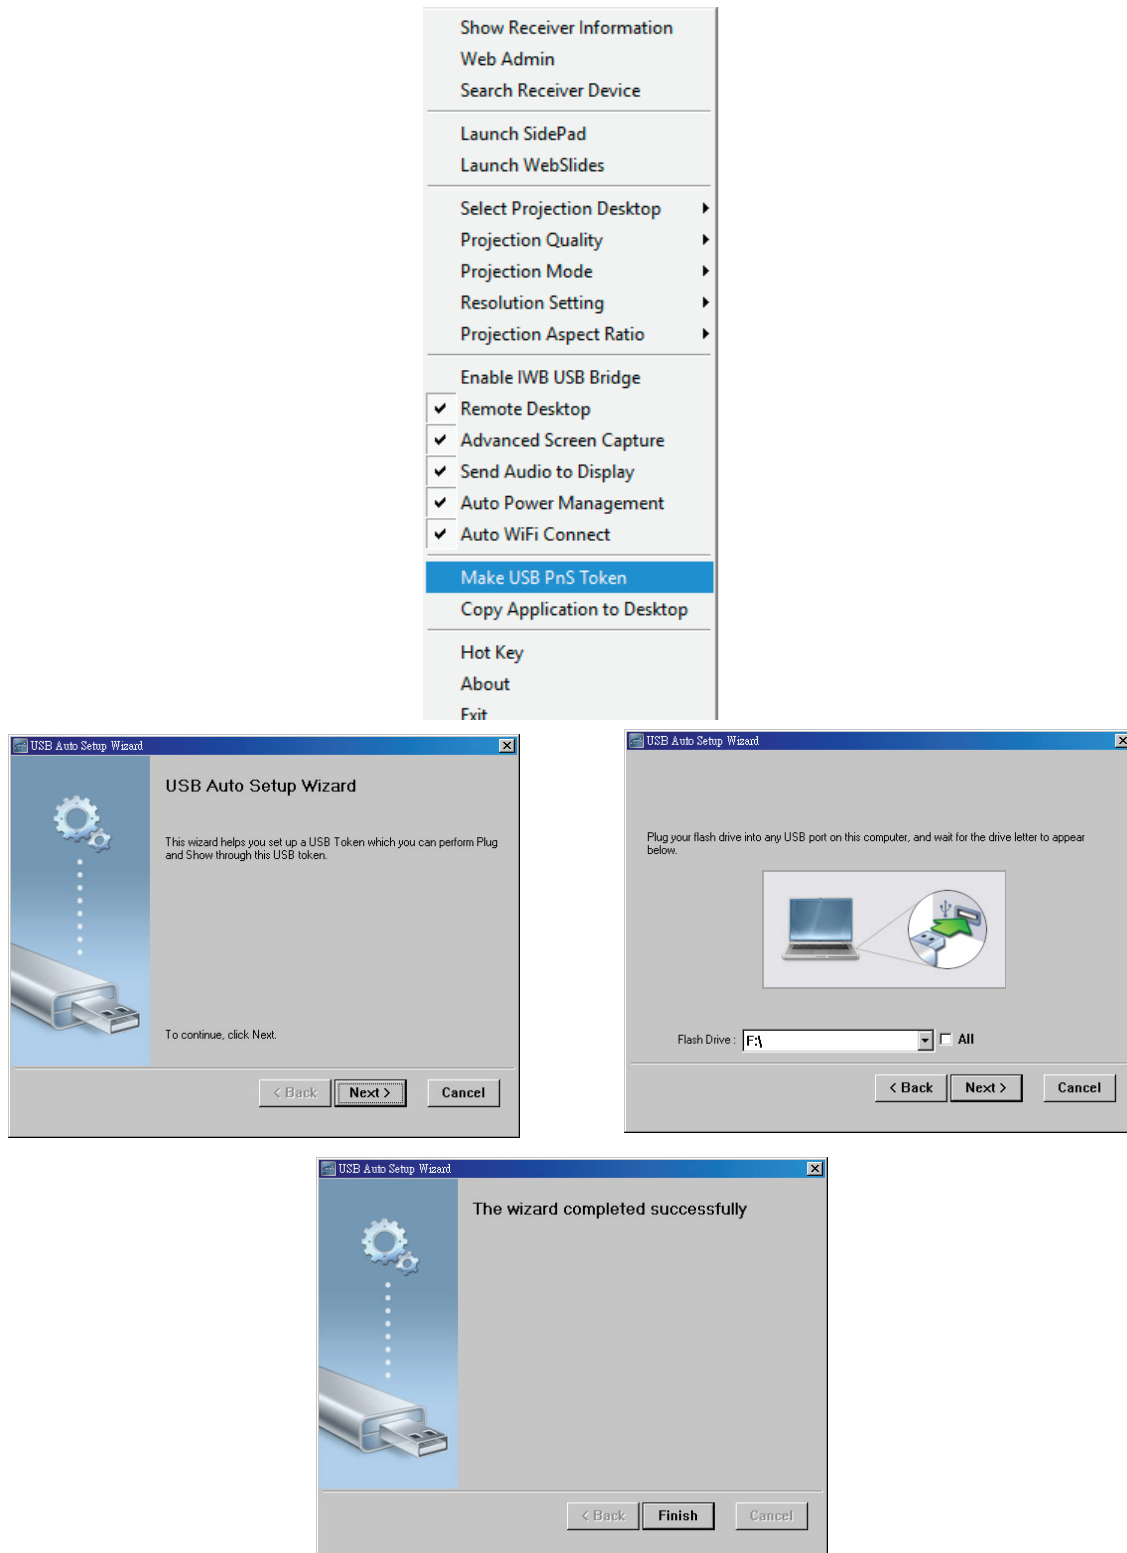 Show Receiver Information
Web Admin
Search Receiver Device
Launch SidePad
Launch WebSlides
Select Projection Desktop
Projection Quality
Projection Mode
Resolution Setting
Projection Aspect Ratio
Enable IWB USB Bridge
Remote Desktop
Advanced Screen Capture
Send Audio to Display
Auto Power Management
Auto WiFi Connect
Make USB PnS Token
Copy Application to Desktop
Hot Key
About
Exit
USB Auto Setup Wizard
USB Auto Setup Wizard
This wizard helps you set up a USB Token which you can perform Plug
and Show through this USB token.
To continue, click Next.
< Back Next > Cancel
USB Auto Setup Wizard
Plug your flash drive into any USB port on this computer, and wait for the drive letter to appear
below.
Flash Drive : F:\ All
< Back Next > Cancel
USB Auto Setup Wizard
The wizard completed successfully
< Back Finish Cancel